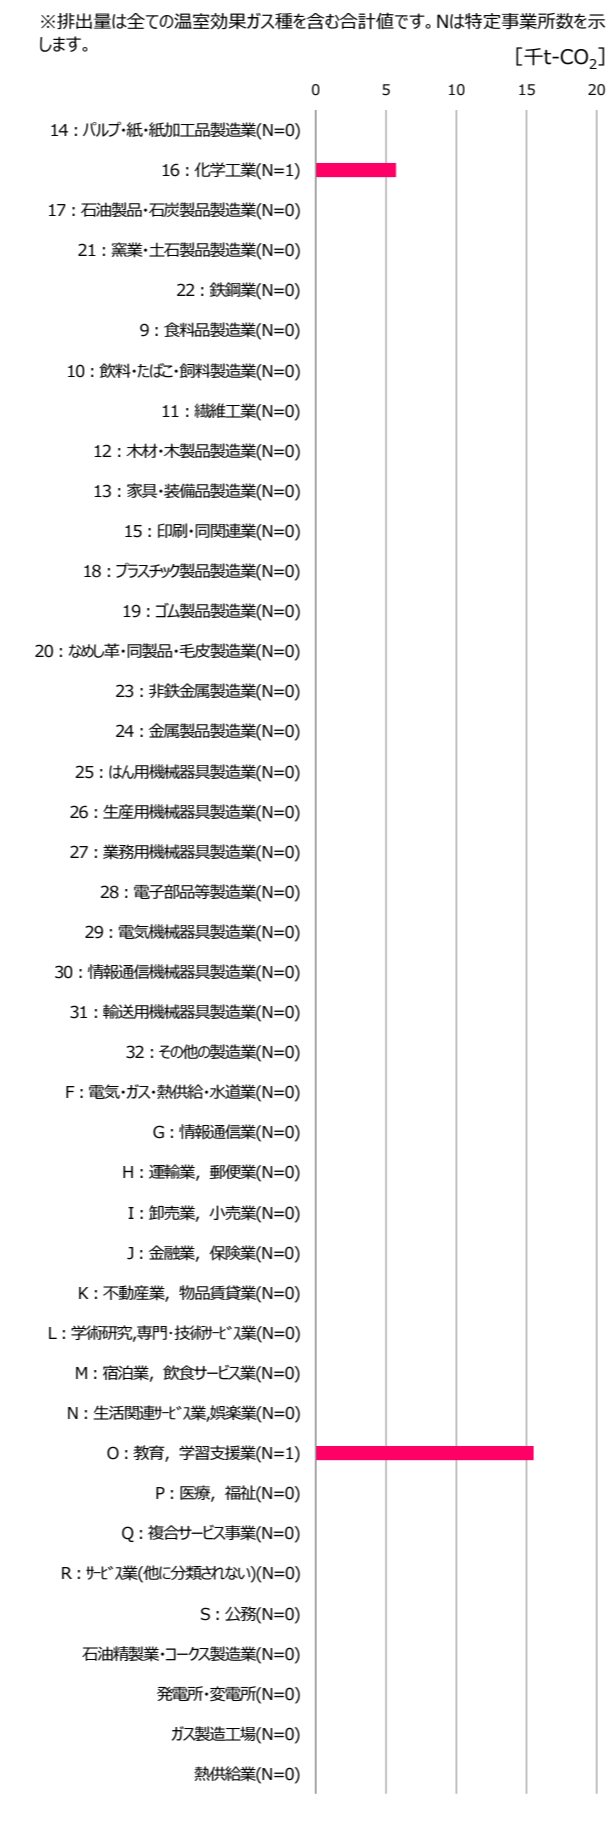 ※排出量は全ての温室効果ガス種を含む合計値です。Nは特定事業所数を示
します。
[千t-CO₂]
0 5 10 15 20
14：パルプ・紙・紙加工品製造業(N=0)
16：化学工業(N=1)
17：石油製品・石炭製品製造業(N=0)
21：窯業・土石製品製造業(N=0)
22：鉄鋼業(N=0)
9：食料品製造業(N=0)
10：飲料・たばこ・飼料製造業(N=0)
11：繊維工業(N=0)
12：木材・木製品製造業(N=0)
13：家具・装備品製造業(N=0)
15：印刷・同関連業(N=0)
18：プラスチック製品製造業(N=0)
19：ゴム製品製造業(N=0)
20：なめし革・同製品・毛皮製造業(N=0)
23：非鉄金属製造業(N=0)
24：金属製品製造業(N=0)
25：はん用機械器具製造業(N=0)
26：生産用機械器具製造業(N=0)
27：業務用機械器具製造業(N=0)
28：電子部品等製造業(N=0)
29：電気機械器具製造業(N=0)
30：情報通信機械器具製造業(N=0)
31：輸送用機械器具製造業(N=0)
32：その他の製造業(N=0)
F：電気・ガス・熱供給・水道業(N=0)
G：情報通信業(N=0)
H：運輸業，郵便業(N=0)
I：卸売業，小売業(N=0)
J：金融業，保険業(N=0)
K：不動産業，物品賃貸業(N=0)
L：学術研究,専門・技術ｻｰﾋﾞｽ業(N=0)
M：宿泊業，飲食サービス業(N=0)
N：生活関連ｻｰﾋﾞｽ業,娯楽業(N=0)
O：教育，学習支援業(N=1)
P：医療，福祉(N=0)
Q：複合サービス事業(N=0)
R：ｻｰﾋﾞｽ業(他に分類されない)(N=0)
S：公務(N=0)
石油精製業・コークス製造業(N=0)
発電所・変電所(N=0)
ガス製造工場(N=0)
熱供給業(N=0)